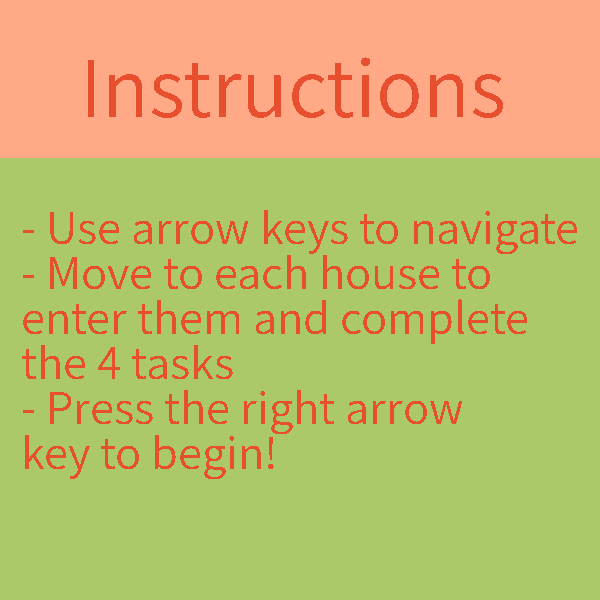 Instructions
- Use arrow keys to navigate
- Move to each house to
enter them and complete
the 4 tasks
- Press the right arrow
key to begin!